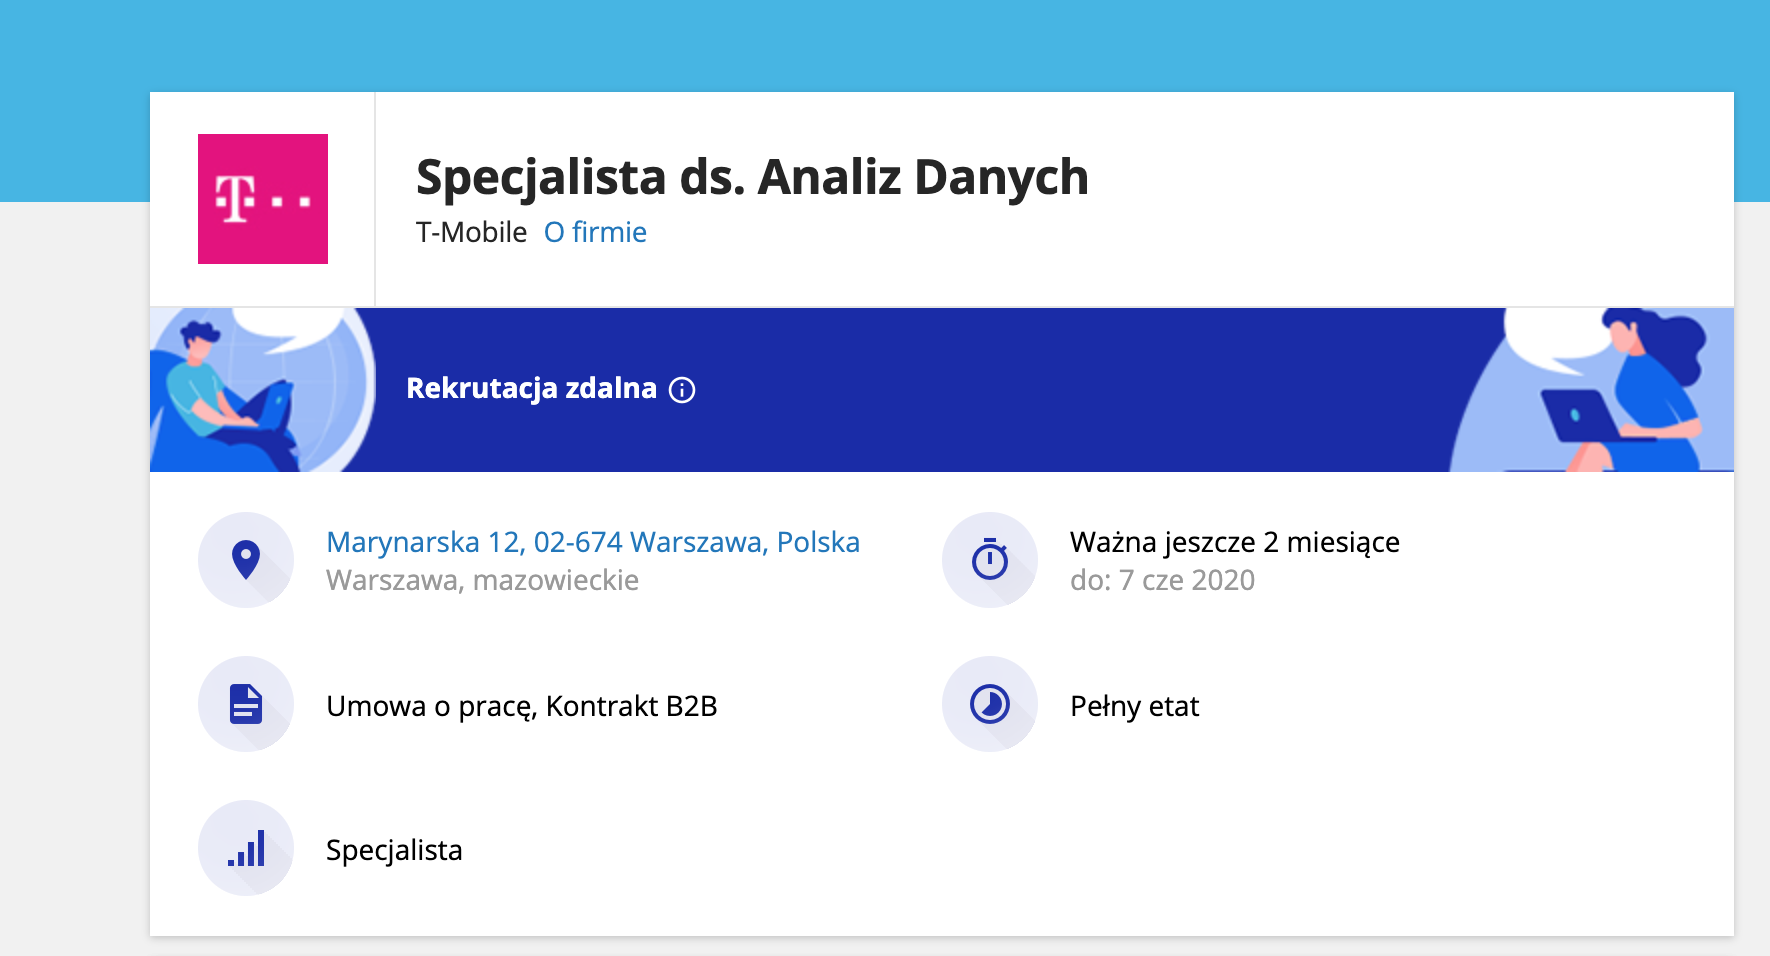 T
Specjalista ds. Analiz Danych
T-Mobile O firmie
Rekrutacja zdalna
Marynarska 12, 02-674 Warszawa, Polska
Warszawa, mazowieckie
Ważna jeszcze 2 miesiące
do: 7 cze 2020
Umowa o pracę, Kontrakt B2B
Pełny etat
Specjalista